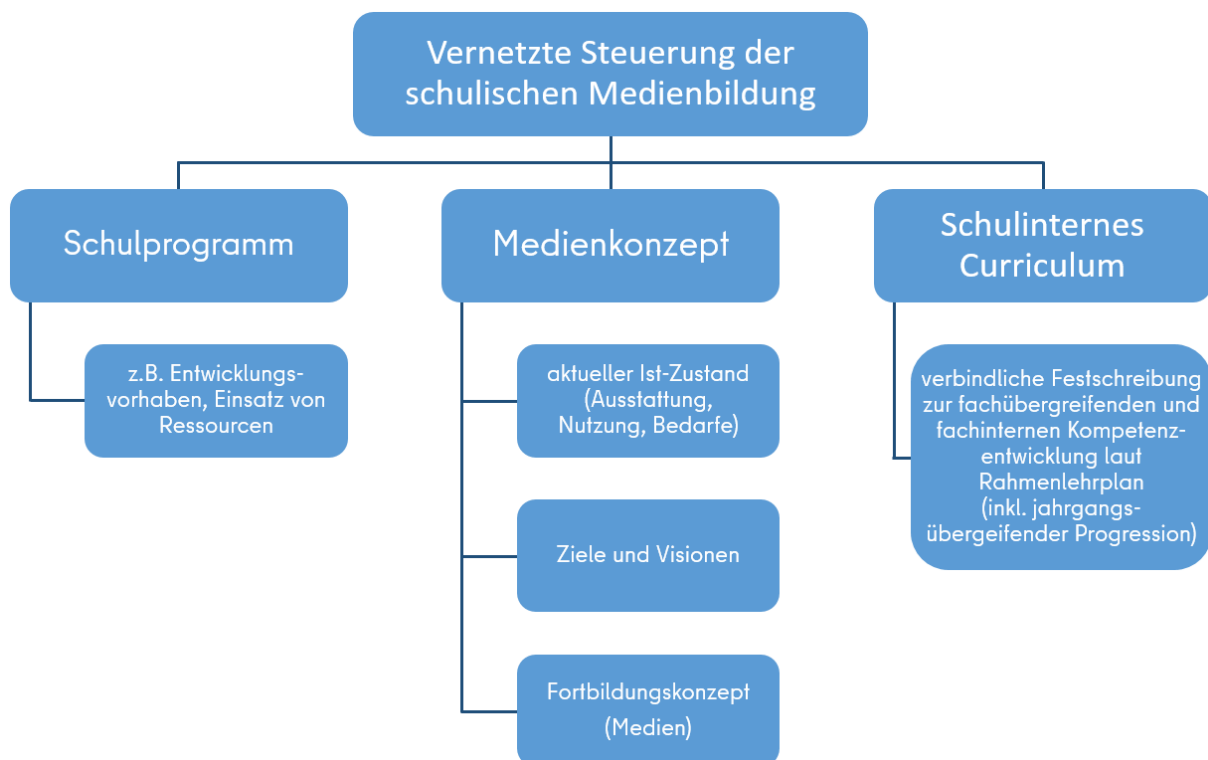 Vernetzte Steuerung der
schulischen Medienbildung
Schulprogramm
z.B. Entwicklungs-
vorhaben, Einsatz von
Ressourcen
Medienkonzept
aktueller Ist-Zustand
(Ausstattung,
Nutzung, Bedarfe)
Ziele und Visionen
Fortbildungskonzept
(Medien)
Schulinternes
Curriculum
verbindliche Festschreibung
zur fachübergreifenden und
fachinternen Kompetenz-
entwicklung laut
Rahmenlehrplan
(inkl. jahrgangs-
übergeifender Progression)